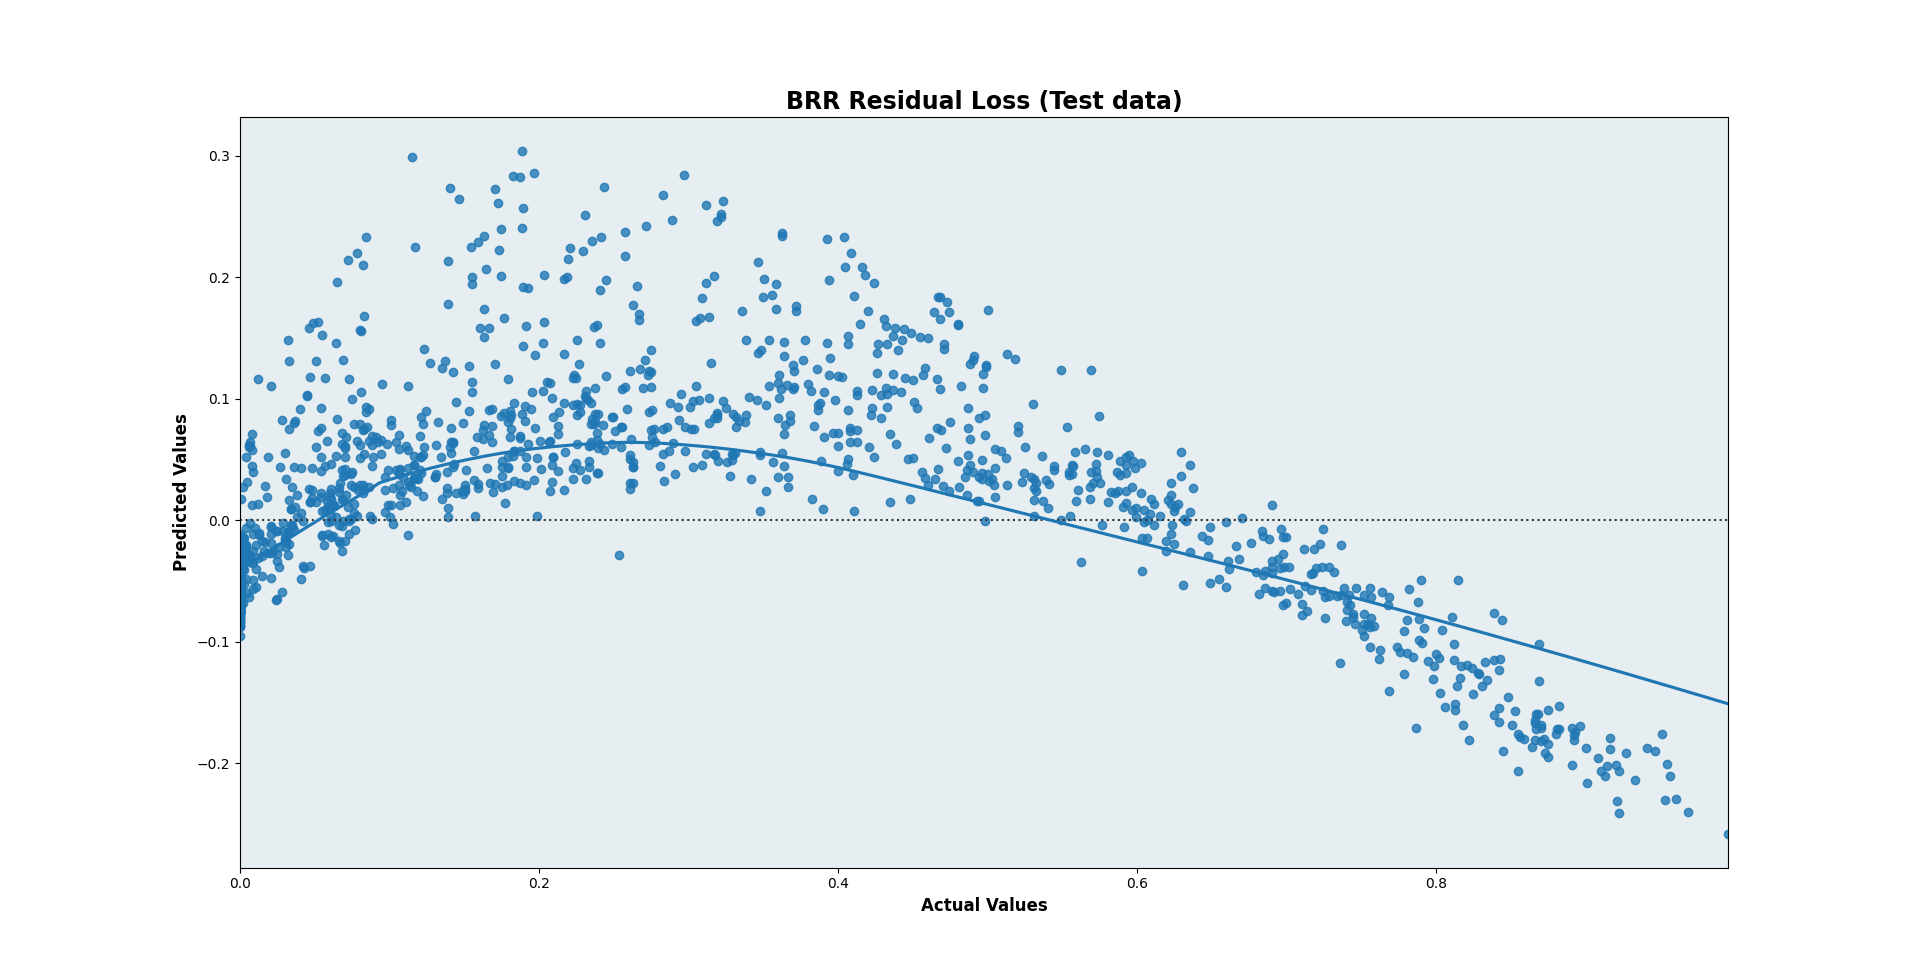 BRR Residual Loss (Test data)
0.3
0.2
0.1
0.0
−0.1
−0.2
Predicted Values
0.0 0.2 0.4 0.6 0.8
Actual Values